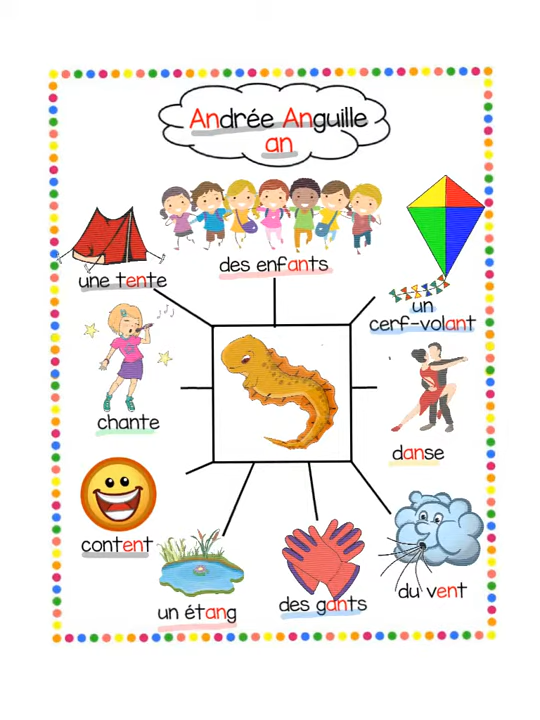 Andrée Anguille
an
des enfants
une tente
un
cerf-volant
chante
danse
content
un étang
des gants
du vent